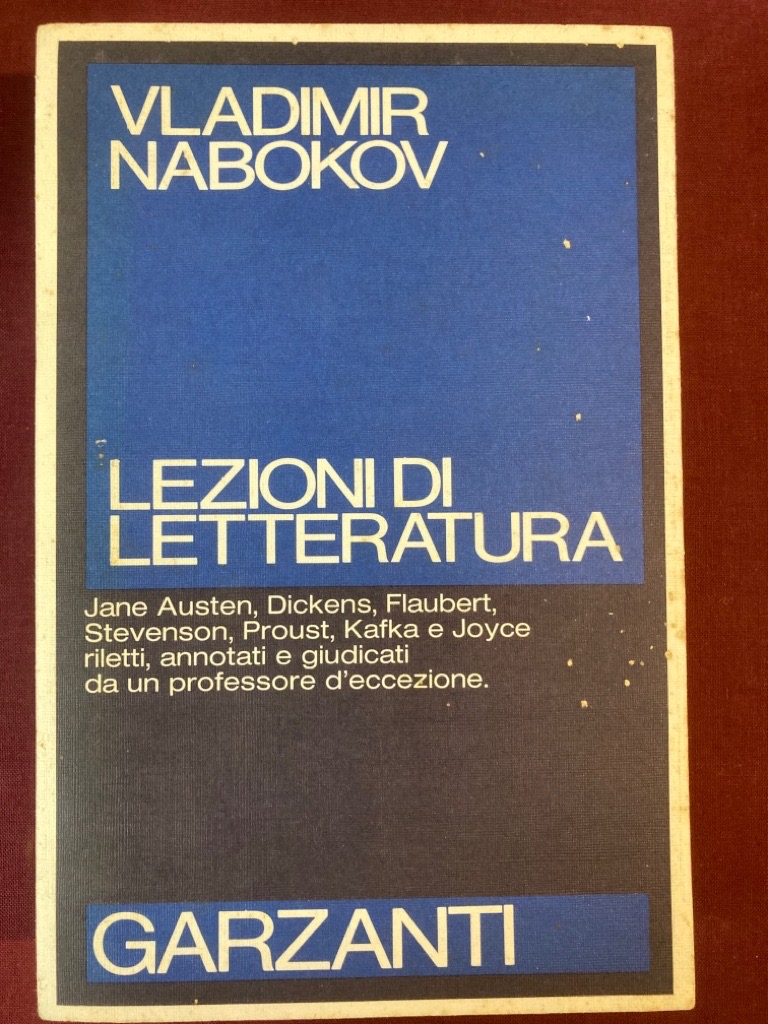 VLADIMIR
NABOKOV
LEZIONI DI
LETTERATURA
Jane Austen, Dickens, Flaubert,
Stevenson, Proust, Kafka e Joyce
riletti, annotati e giudicati
da un professore d'eccezione.
GARZANTI